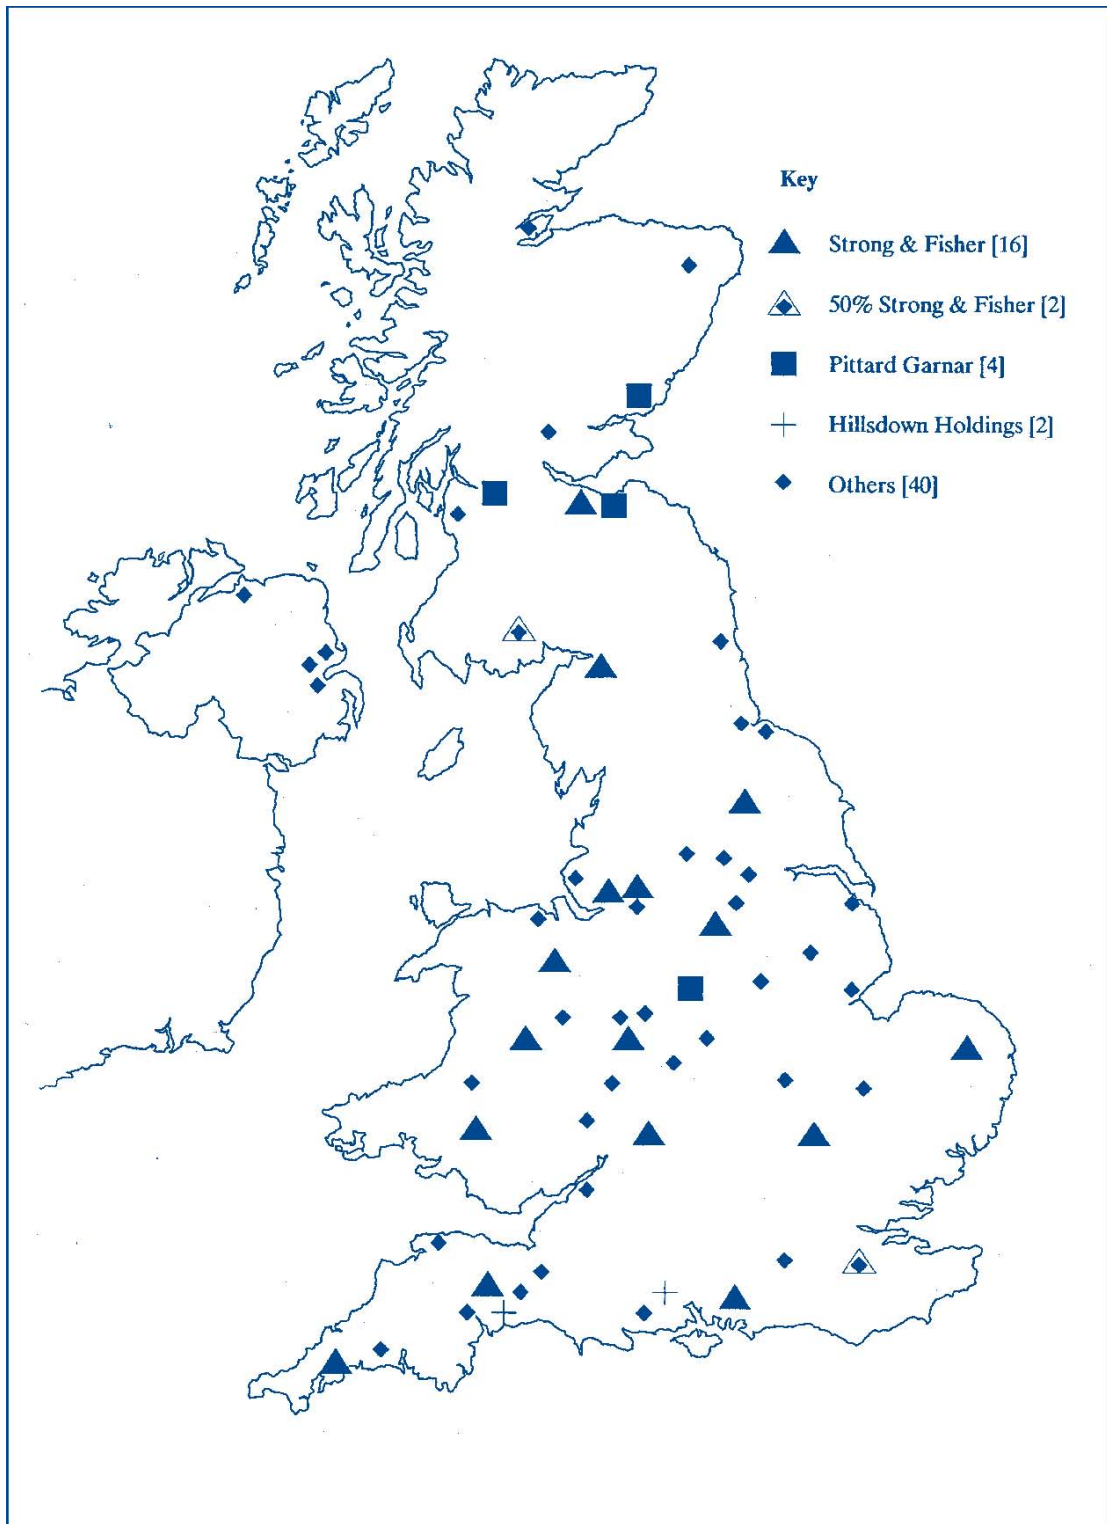 Key
Strong & Fisher [16]
50% Strong & Fisher [2]
Pittard Garnar [4]
Hillsdown Holdings [2]
Others [40]